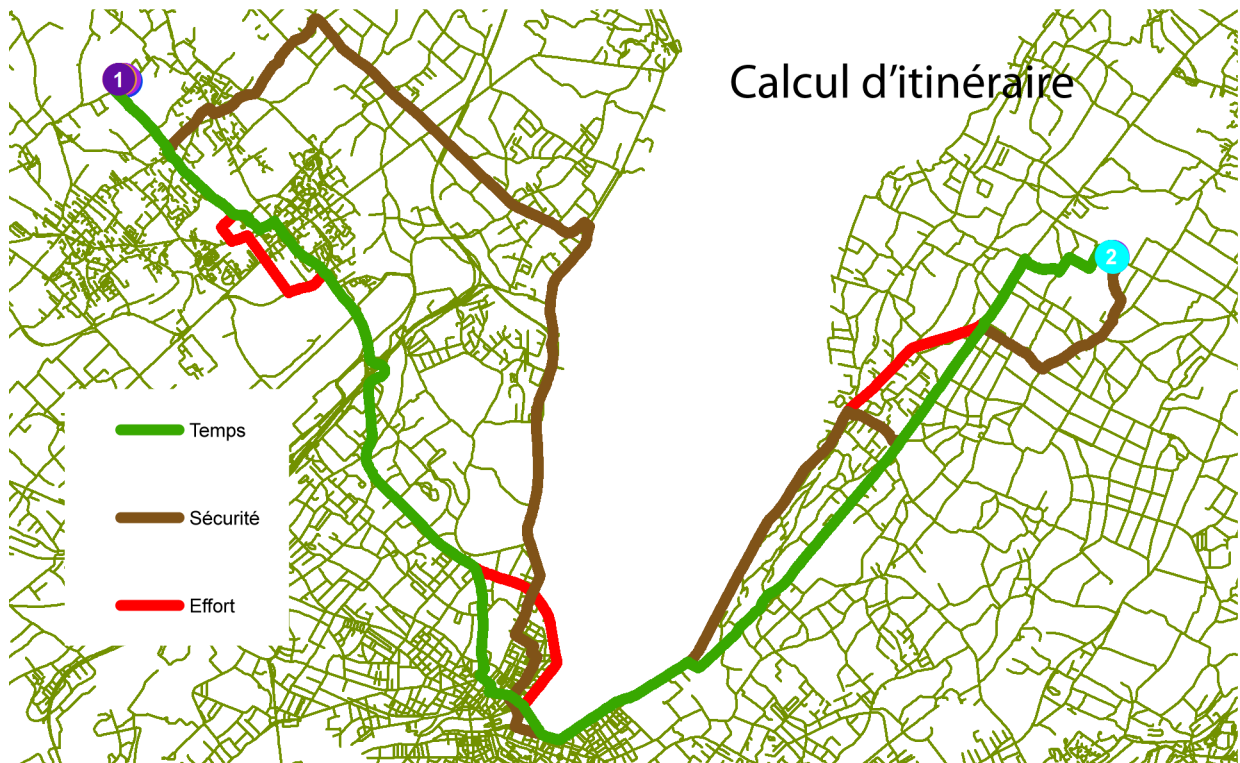 Calcul d’itinéraire
1
2
Temps
Sécurité
Effort